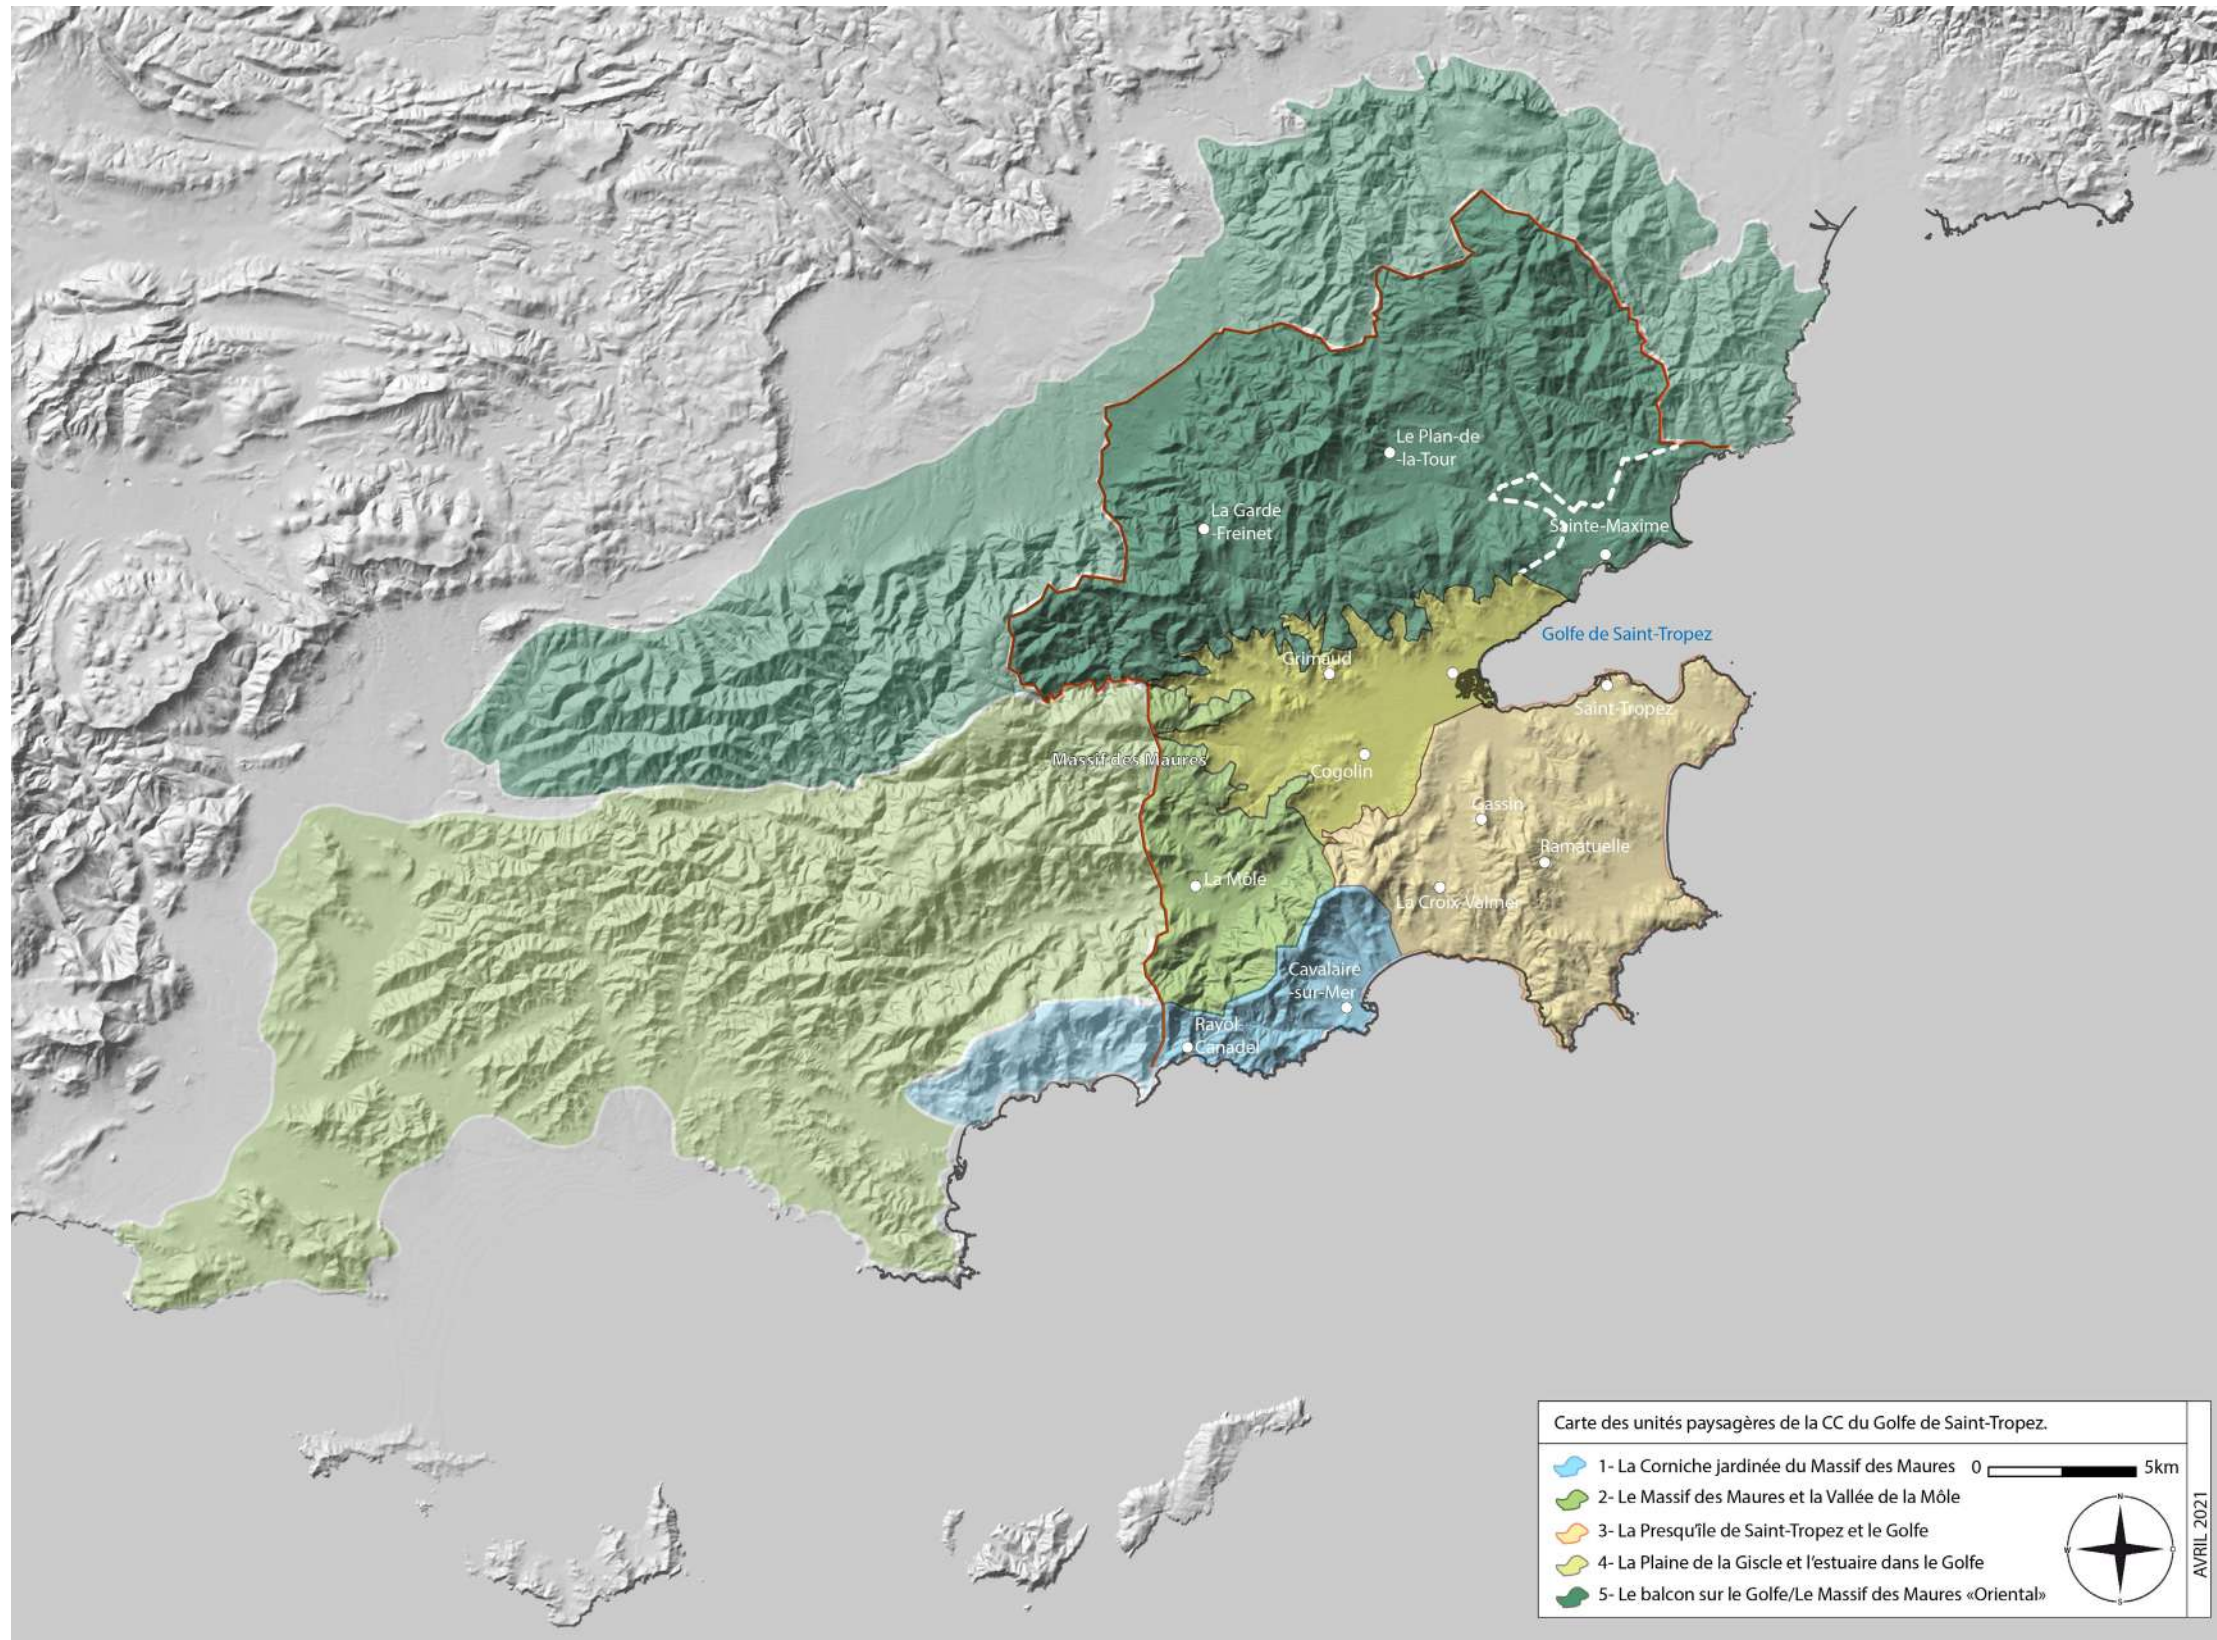 Le Plan-de
-la-Tour
La Garde
-Freinet
Sainte-Maxime
Golfe de Saint-Tropez
Grimaud
Saint-Tropez
Massif des Maures
Cogolin
Gassin
Ramatuelle
La Môle
La Croix-Valmer
Cavalaire
-sur-Mer
Rayol-
Canadel
Carte des unités paysagères de la CC du Golfe de Saint-Tropez.
1- La Corniche jardinée du Massif des Maures
0
5km
2- Le Massif des Maures et la Vallée de la Môle
3- La Presqu'île de Saint-Tropez et le Golfe
4- La Plaine de la Giscle et l'estuaire dans le Golfe
5- Le balcon sur le Golfe/Le Massif des Maures «Oriental»
N
W
O
S
AVRIL 2021